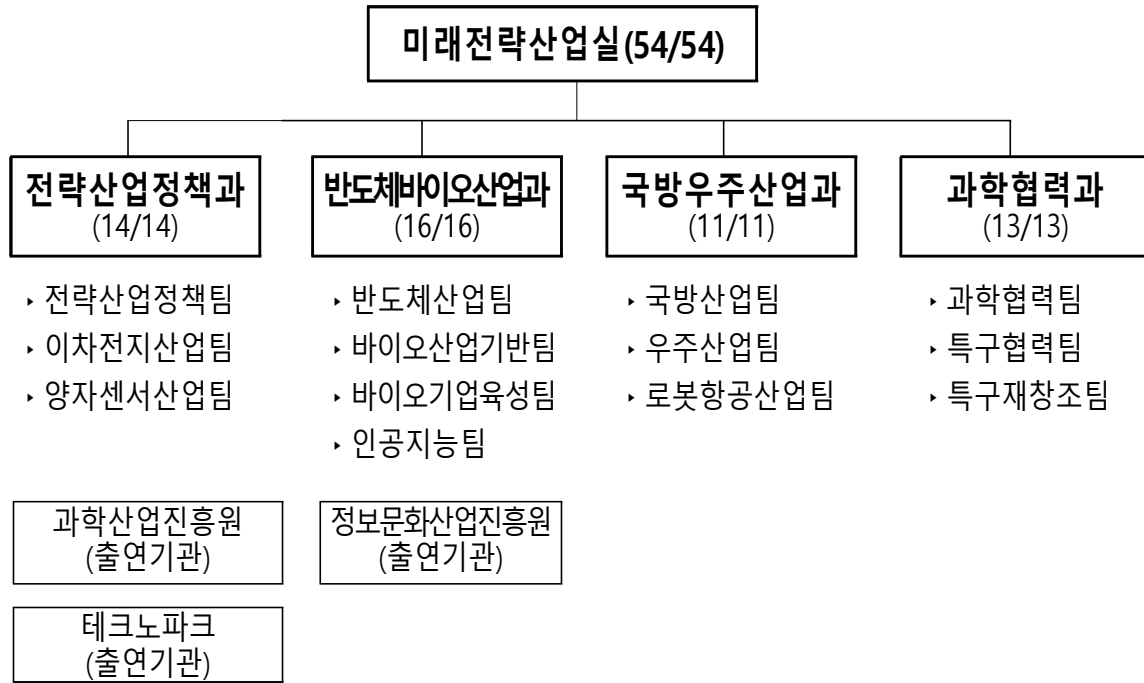 미래전략산업실(54/54)
전략산업정책과
(14/14)
‣ 전략산업정책팀
‣ 이차전지산업팀
‣ 양자센서산업팀
과학산업진흥원
(출연기관)
테크노파크
(출연기관)
반도체바이오산업과
(16/16)
‣ 반도체산업팀
‣ 바이오산업기반팀
‣ 바이오기업육성팀
‣ 인공지능팀
정보문화산업진흥원
(출연기관)
국방우주산업과
(11/11)
‣ 국방산업팀
‣ 우주산업팀
‣ 로봇항공산업팀
과학협력과
(13/13)
‣ 과학협력팀
‣ 특구협력팀
‣ 특구재창조팀